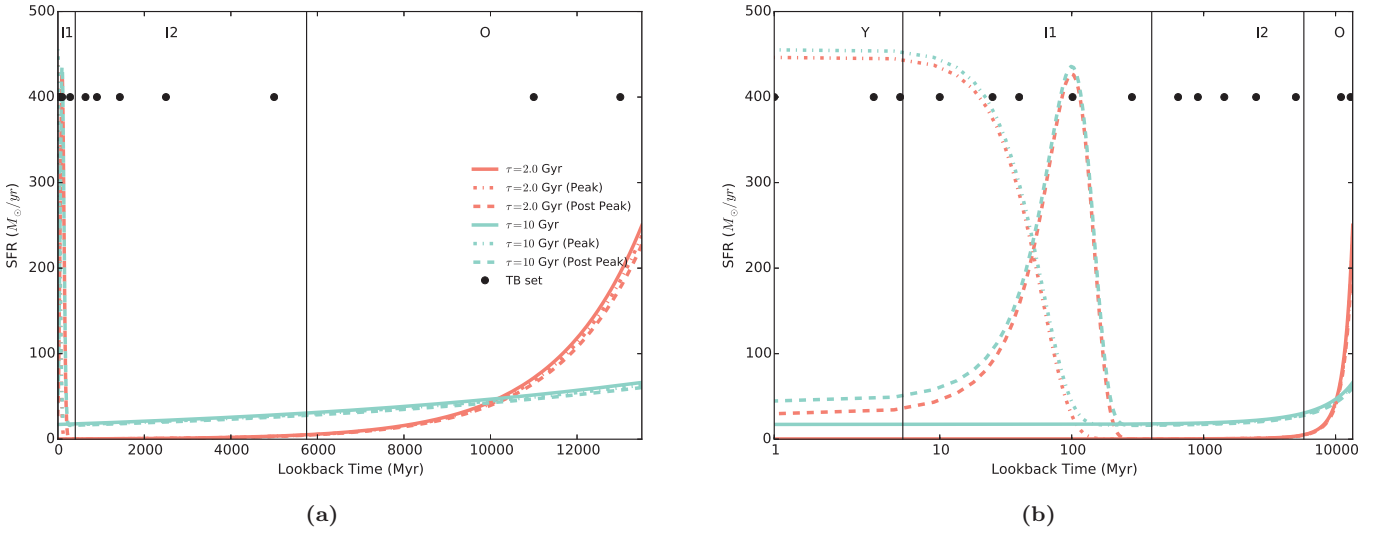 500
400
300
200
100
0
SFR (M⊙/yr)
I1
I2
O
τ=2.0 Gyr
τ=2.0 Gyr (Peak)
τ=2.0 Gyr (Post Peak)
τ=10 Gyr
τ=10 Gyr (Peak)
τ=10 Gyr (Post Peak)
TB set
0 2000 4000 6000 8000 10000 12000
Lookback Time (Myr)
(a)
500
400
300
200
100
0
SFR (M⊙/yr)
Y
I1
I2
O
1 10 100 1000 10000
Lookback Time (Myr)
(b)